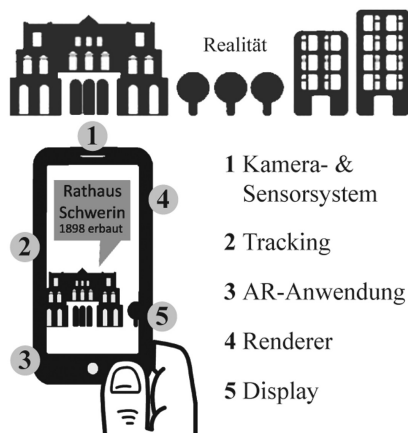 Realität
1
Rathaus
Schwerin
1898 erbaut
4
2
5
3
1 Kamera- &
Sensorsystem
2 Tracking
3 AR-Anwendung
4 Renderer
5 Display